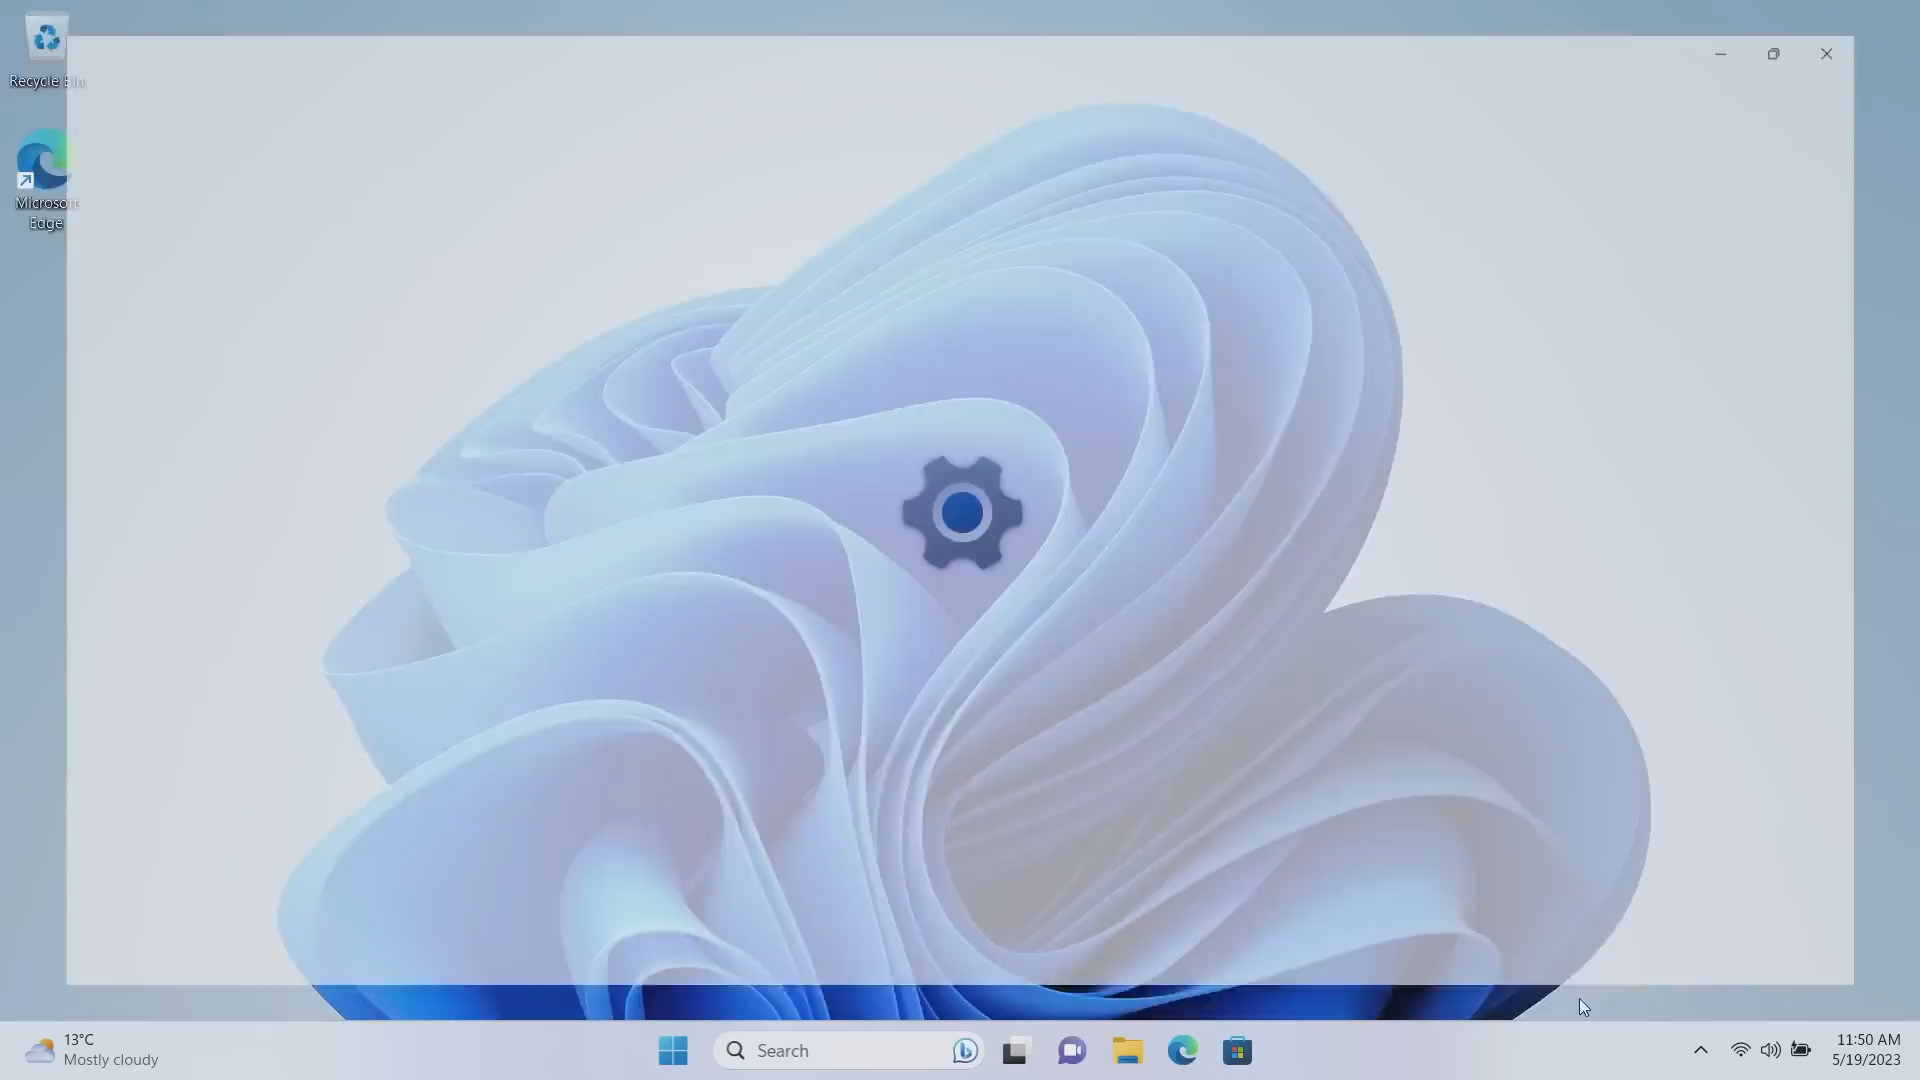 Recycle Bin
Microsoft
Edge
13°C
Mostly cloudy
Search
11:50 AM
5/19/2023